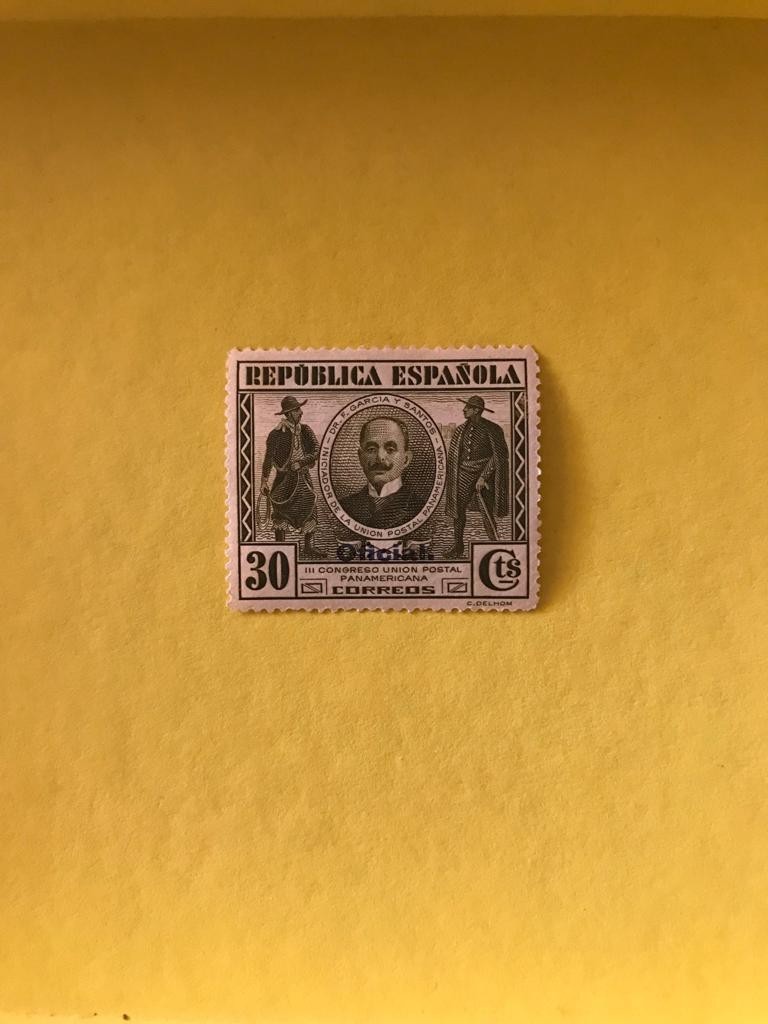 REPÚBLICA ESPAÑOLA
DR. F. GARCIA Y SANTOS
INICIADOR DE LA UNION POSTAL PANAMERICANA
Oficial.
30
III CONGRESO UNION POSTAL
PANAMERICANA
CORREOS
Cts
C. DELHOM